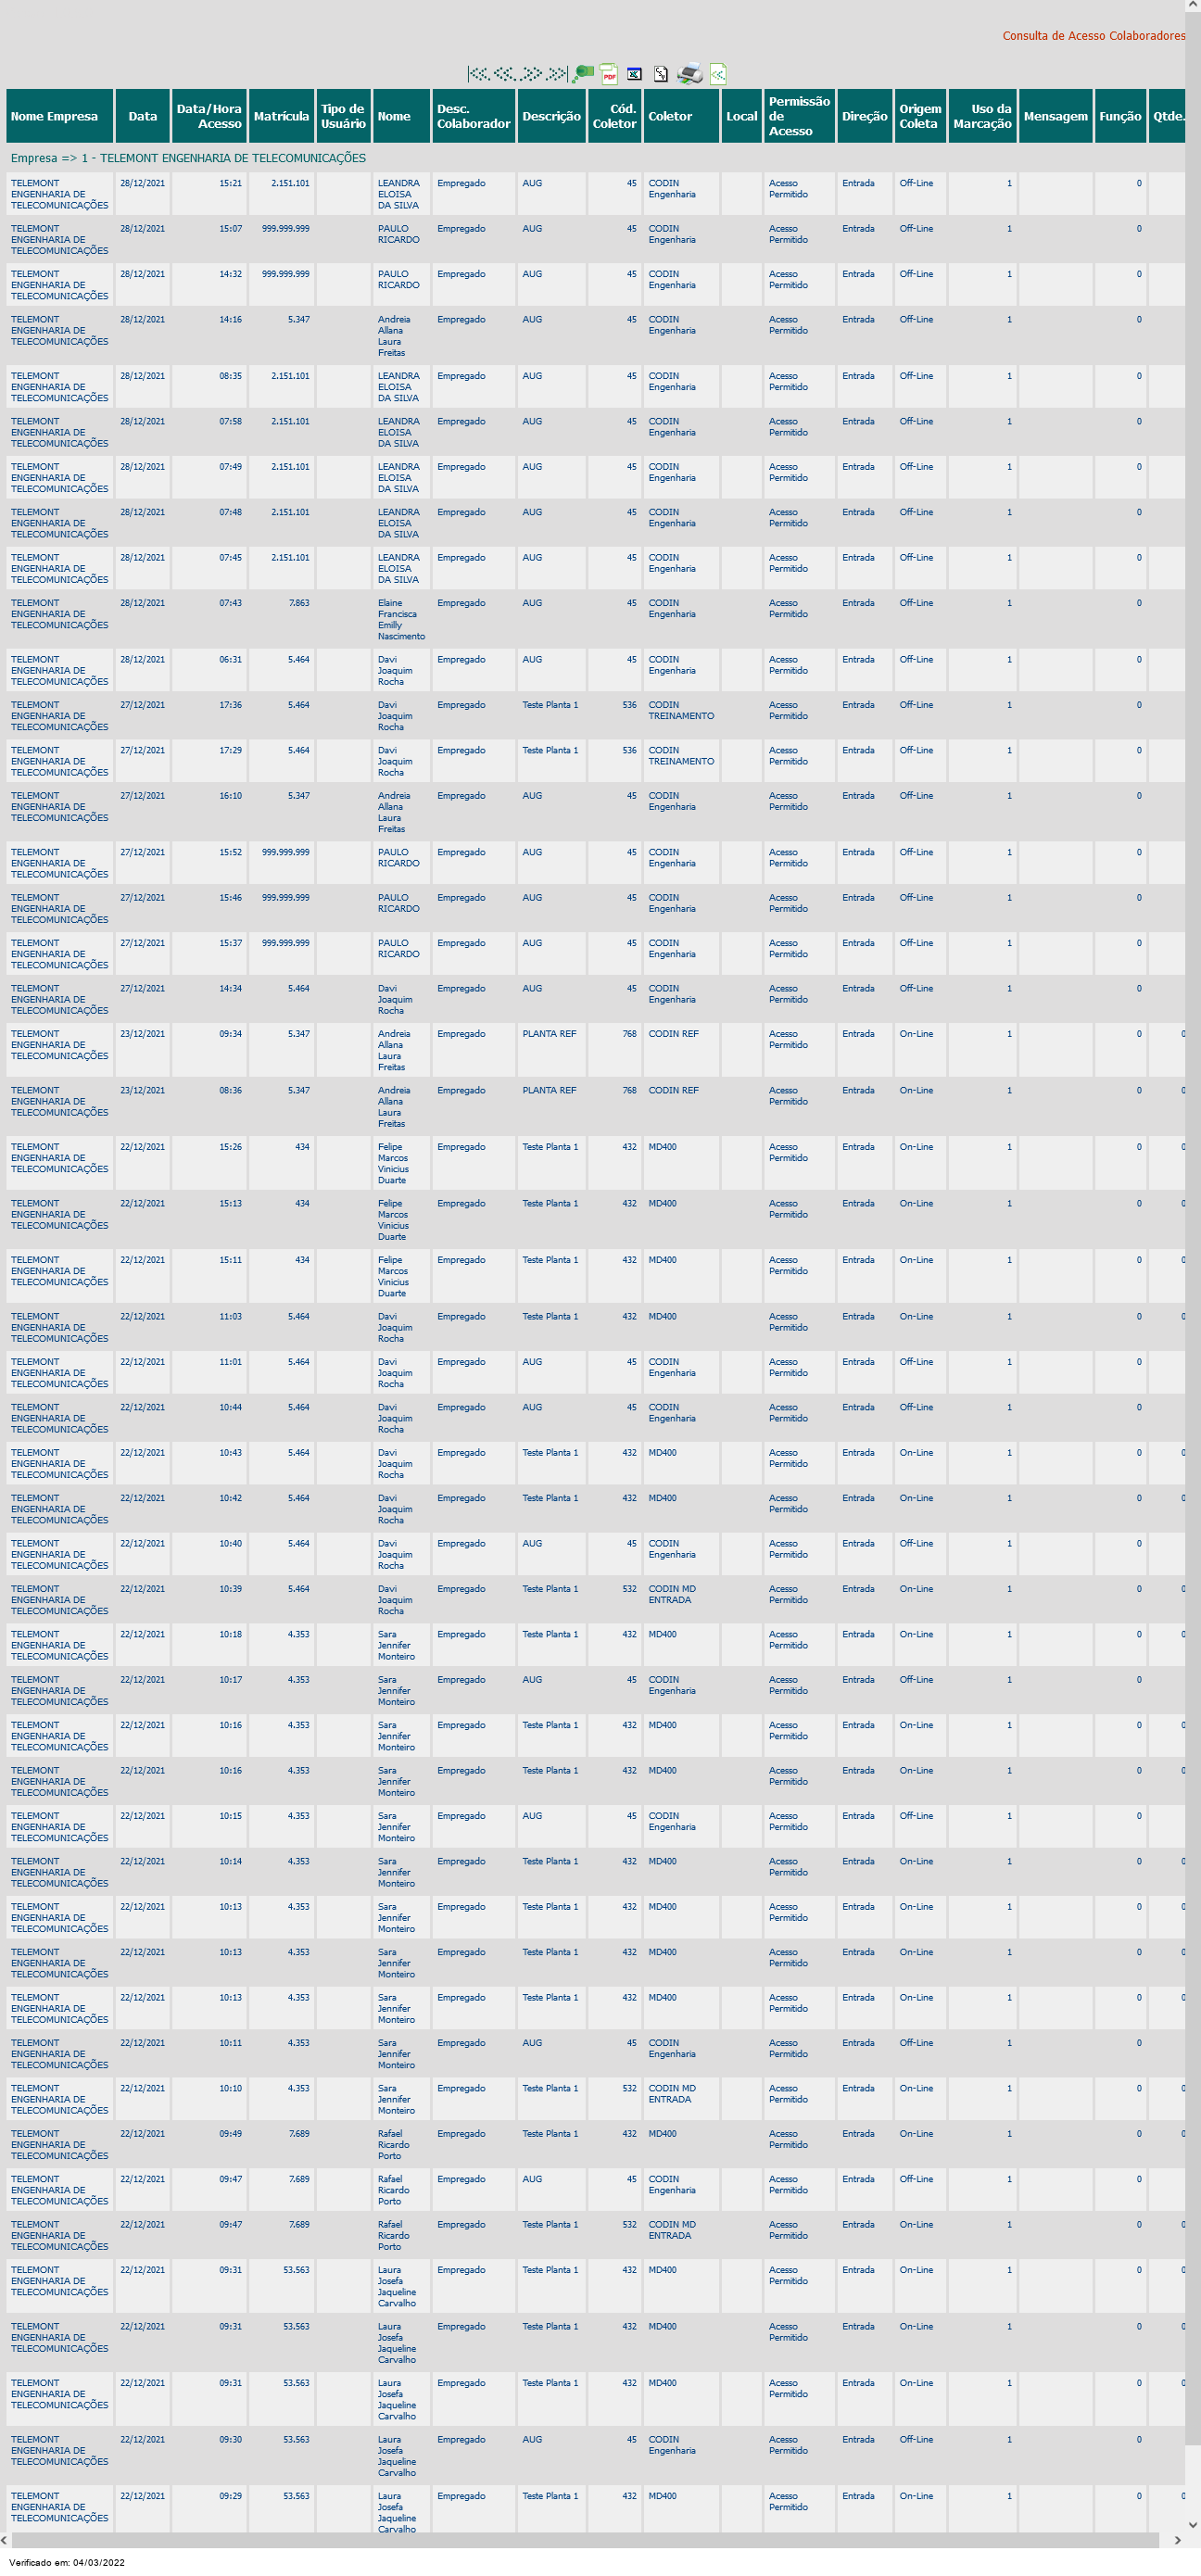 Consulta de Acesso Colaboradores
Nome Empresa Data Data/Hora Acesso Matrícula Tipo de Usuário Nome Desc. Colaborador Descrição Cód. Coletor Coletor Local Permissão de Acesso Direção Origem Coleta Uso da Marcação Mensagem Função Qtde.
Empresa => 1 - TELEMONT ENGENHARIA DE TELECOMUNICAÇÕES
TELEMONT ENGENHARIA DE TELECOMUNICAÇÕES 28/12/2021 15:21 2.151.101 LEANDRA ELOISA DA SILVA Empregado AUG 45 CODIN Engenharia Acesso Permitido Entrada Off-Line 1 0
TELEMONT ENGENHARIA DE TELECOMUNICAÇÕES 28/12/2021 15:07 999.999.999 PAULO RICARDO Empregado AUG 45 CODIN Engenharia Acesso Permitido Entrada Off-Line 1 0
TELEMONT ENGENHARIA DE TELECOMUNICAÇÕES 28/12/2021 14:32 999.999.999 PAULO RICARDO Empregado AUG 45 CODIN Engenharia Acesso Permitido Entrada Off-Line 1 0
TELEMONT ENGENHARIA DE TELECOMUNICAÇÕES 28/12/2021 14:16 5.347 Andreia Allana Laura Freitas Empregado AUG 45 CODIN Engenharia Acesso Permitido Entrada Off-Line 1 0
TELEMONT ENGENHARIA DE TELECOMUNICAÇÕES 28/12/2021 08:35 2.151.101 LEANDRA ELOISA DA SILVA Empregado AUG 45 CODIN Engenharia Acesso Permitido Entrada Off-Line 1 0
TELEMONT ENGENHARIA DE TELECOMUNICAÇÕES 28/12/2021 07:58 2.151.101 LEANDRA ELOISA DA SILVA Empregado AUG 45 CODIN Engenharia Acesso Permitido Entrada Off-Line 1 0
TELEMONT ENGENHARIA DE TELECOMUNICAÇÕES 28/12/2021 07:49 2.151.101 LEANDRA ELOISA DA SILVA Empregado AUG 45 CODIN Engenharia Acesso Permitido Entrada Off-Line 1 0
TELEMONT ENGENHARIA DE TELECOMUNICAÇÕES 28/12/2021 07:48 2.151.101 LEANDRA ELOISA DA SILVA Empregado AUG 45 CODIN Engenharia Acesso Permitido Entrada Off-Line 1 0
TELEMONT ENGENHARIA DE TELECOMUNICAÇÕES 28/12/2021 07:45 2.151.101 LEANDRA ELOISA DA SILVA Empregado AUG 45 CODIN Engenharia Acesso Permitido Entrada Off-Line 1 0
TELEMONT ENGENHARIA DE TELECOMUNICAÇÕES 28/12/2021 07:43 7.863 Elaine Francisca Emilly Nascimento Empregado AUG 45 CODIN Engenharia Acesso Permitido Entrada Off-Line 1 0
TELEMONT ENGENHARIA DE TELECOMUNICAÇÕES 28/12/2021 06:31 5.464 Davi Joaquim Rocha Empregado AUG 45 CODIN Engenharia Acesso Permitido Entrada Off-Line 1 0
TELEMONT ENGENHARIA DE TELECOMUNICAÇÕES 27/12/2021 17:36 5.464 Davi Joaquim Rocha Empregado Teste Planta 1 536 CODIN TREINAMENTO Acesso Permitido Entrada Off-Line 1 0
TELEMONT ENGENHARIA DE TELECOMUNICAÇÕES 27/12/2021 17:29 5.464 Davi Joaquim Rocha Empregado Teste Planta 1 536 CODIN TREINAMENTO Acesso Permitido Entrada Off-Line 1 0
TELEMONT ENGENHARIA DE TELECOMUNICAÇÕES 27/12/2021 16:10 5.347 Andreia Allana Laura Freitas Empregado AUG 45 CODIN Engenharia Acesso Permitido Entrada Off-Line 1 0
TELEMONT ENGENHARIA DE TELECOMUNICAÇÕES 27/12/2021 15:52 999.999.999 PAULO RICARDO Empregado AUG 45 CODIN Engenharia Acesso Permitido Entrada Off-Line 1 0
TELEMONT ENGENHARIA DE TELECOMUNICAÇÕES 27/12/2021 15:46 999.999.999 PAULO RICARDO Empregado AUG 45 CODIN Engenharia Acesso Permitido Entrada Off-Line 1 0
TELEMONT ENGENHARIA DE TELECOMUNICAÇÕES 27/12/2021 15:37 999.999.999 PAULO RICARDO Empregado AUG 45 CODIN Engenharia Acesso Permitido Entrada Off-Line 1 0
TELEMONT ENGENHARIA DE TELECOMUNICAÇÕES 27/12/2021 14:34 5.464 Davi Joaquim Rocha Empregado AUG 45 CODIN Engenharia Acesso Permitido Entrada Off-Line 1 0
TELEMONT ENGENHARIA DE TELECOMUNICAÇÕES 23/12/2021 09:34 5.347 Andreia Allana Laura Freitas Empregado PLANTA REF 768 CODIN REF Acesso Permitido Entrada On-Line 1 0 0
TELEMONT ENGENHARIA DE TELECOMUNICAÇÕES 23/12/2021 08:36 5.347 Andreia Allana Laura Freitas Empregado PLANTA REF 768 CODIN REF Acesso Permitido Entrada On-Line 1 0 0
TELEMONT ENGENHARIA DE TELECOMUNICAÇÕES 22/12/2021 15:26 434 Felipe Marcos Vinicius Duarte Empregado Teste Planta 1 432 MD400 Acesso Permitido Entrada On-Line 1 0 0
TELEMONT ENGENHARIA DE TELECOMUNICAÇÕES 22/12/2021 15:13 434 Felipe Marcos Vinicius Duarte Empregado Teste Planta 1 432 MD400 Acesso Permitido Entrada On-Line 1 0 0
TELEMONT ENGENHARIA DE TELECOMUNICAÇÕES 22/12/2021 15:11 434 Felipe Marcos Vinicius Duarte Empregado Teste Planta 1 432 MD400 Acesso Permitido Entrada On-Line 1 0 0
TELEMONT ENGENHARIA DE TELECOMUNICAÇÕES 22/12/2021 11:03 5.464 Davi Joaquim Rocha Empregado Teste Planta 1 432 MD400 Acesso Permitido Entrada On-Line 1 0 0
TELEMONT ENGENHARIA DE TELECOMUNICAÇÕES 22/12/2021 11:01 5.464 Davi Joaquim Rocha Empregado AUG 45 CODIN Engenharia Acesso Permitido Entrada Off-Line 1 0
TELEMONT ENGENHARIA DE TELECOMUNICAÇÕES 22/12/2021 10:44 5.464 Davi Joaquim Rocha Empregado AUG 45 CODIN Engenharia Acesso Permitido Entrada Off-Line 1 0
TELEMONT ENGENHARIA DE TELECOMUNICAÇÕES 22/12/2021 10:43 5.464 Davi Joaquim Rocha Empregado Teste Planta 1 432 MD400 Acesso Permitido Entrada On-Line 1 0 0
TELEMONT ENGENHARIA DE TELECOMUNICAÇÕES 22/12/2021 10:42 5.464 Davi Joaquim Rocha Empregado Teste Planta 1 432 MD400 Acesso Permitido Entrada On-Line 1 0 0
TELEMONT ENGENHARIA DE TELECOMUNICAÇÕES 22/12/2021 10:40 5.464 Davi Joaquim Rocha Empregado AUG 45 CODIN Engenharia Acesso Permitido Entrada Off-Line 1 0
TELEMONT ENGENHARIA DE TELECOMUNICAÇÕES 22/12/2021 10:39 5.464 Davi Joaquim Rocha Empregado Teste Planta 1 532 CODIN MD ENTRADA Acesso Permitido Entrada On-Line 1 0 0
TELEMONT ENGENHARIA DE TELECOMUNICAÇÕES 22/12/2021 10:18 4.353 Sara Jennifer Monteiro Empregado Teste Planta 1 432 MD400 Acesso Permitido Entrada On-Line 1 0 0
TELEMONT ENGENHARIA DE TELECOMUNICAÇÕES 22/12/2021 10:17 4.353 Sara Jennifer Monteiro Empregado AUG 45 CODIN Engenharia Acesso Permitido Entrada Off-Line 1 0
TELEMONT ENGENHARIA DE TELECOMUNICAÇÕES 22/12/2021 10:16 4.353 Sara Jennifer Monteiro Empregado Teste Planta 1 432 MD400 Acesso Permitido Entrada On-Line 1 0 0
TELEMONT ENGENHARIA DE TELECOMUNICAÇÕES 22/12/2021 10:16 4.353 Sara Jennifer Monteiro Empregado Teste Planta 1 432 MD400 Acesso Permitido Entrada On-Line 1 0 0
TELEMONT ENGENHARIA DE TELECOMUNICAÇÕES 22/12/2021 10:15 4.353 Sara Jennifer Monteiro Empregado AUG 45 CODIN Engenharia Acesso Permitido Entrada Off-Line 1 0
TELEMONT ENGENHARIA DE TELECOMUNICAÇÕES 22/12/2021 10:14 4.353 Sara Jennifer Monteiro Empregado Teste Planta 1 432 MD400 Acesso Permitido Entrada On-Line 1 0 0
TELEMONT ENGENHARIA DE TELECOMUNICAÇÕES 22/12/2021 10:13 4.353 Sara Jennifer Monteiro Empregado Teste Planta 1 432 MD400 Acesso Permitido Entrada On-Line 1 0 0
TELEMONT ENGENHARIA DE TELECOMUNICAÇÕES 22/12/2021 10:13 4.353 Sara Jennifer Monteiro Empregado Teste Planta 1 432 MD400 Acesso Permitido Entrada On-Line 1 0 0
TELEMONT ENGENHARIA DE TELECOMUNICAÇÕES 22/12/2021 10:13 4.353 Sara Jennifer Monteiro Empregado Teste Planta 1 432 MD400 Acesso Permitido Entrada On-Line 1 0 0
TELEMONT ENGENHARIA DE TELECOMUNICAÇÕES 22/12/2021 10:11 4.353 Sara Jennifer Monteiro Empregado AUG 45 CODIN Engenharia Acesso Permitido Entrada Off-Line 1 0
TELEMONT ENGENHARIA DE TELECOMUNICAÇÕES 22/12/2021 10:10 4.353 Sara Jennifer Monteiro Empregado Teste Planta 1 532 CODIN MD ENTRADA Acesso Permitido Entrada On-Line 1 0 0
TELEMONT ENGENHARIA DE TELECOMUNICAÇÕES 22/12/2021 09:49 7.689 Rafael Ricardo Porto Empregado Teste Planta 1 432 MD400 Acesso Permitido Entrada On-Line 1 0 0
TELEMONT ENGENHARIA DE TELECOMUNICAÇÕES 22/12/2021 09:47 7.689 Rafael Ricardo Porto Empregado AUG 45 CODIN Engenharia Acesso Permitido Entrada Off-Line 1 0
TELEMONT ENGENHARIA DE TELECOMUNICAÇÕES 22/12/2021 09:47 7.689 Rafael Ricardo Porto Empregado Teste Planta 1 532 CODIN MD ENTRADA Acesso Permitido Entrada On-Line 1 0 0
TELEMONT ENGENHARIA DE TELECOMUNICAÇÕES 22/12/2021 09:31 53.563 Laura Josefa Jaqueline Carvalho Empregado Teste Planta 1 432 MD400 Acesso Permitido Entrada On-Line 1 0 0
TELEMONT ENGENHARIA DE TELECOMUNICAÇÕES 22/12/2021 09:31 53.563 Laura Josefa Jaqueline Carvalho Empregado Teste Planta 1 432 MD400 Acesso Permitido Entrada On-Line 1 0 0
TELEMONT ENGENHARIA DE TELECOMUNICAÇÕES 22/12/2021 09:31 53.563 Laura Josefa Jaqueline Carvalho Empregado Teste Planta 1 432 MD400 Acesso Permitido Entrada On-Line 1 0 0
TELEMONT ENGENHARIA DE TELECOMUNICAÇÕES 22/12/2021 09:30 53.563 Laura Josefa Jaqueline Carvalho Empregado AUG 45 CODIN Engenharia Acesso Permitido Entrada Off-Line 1 0
TELEMONT ENGENHARIA DE TELECOMUNICAÇÕES 22/12/2021 09:29 53.563 Laura Josefa Jaqueline Carvalho Empregado Teste Planta 1 432 MD400 Acesso Permitido Entrada On-Line 1 0 0
Verificado em: 04/03/2022